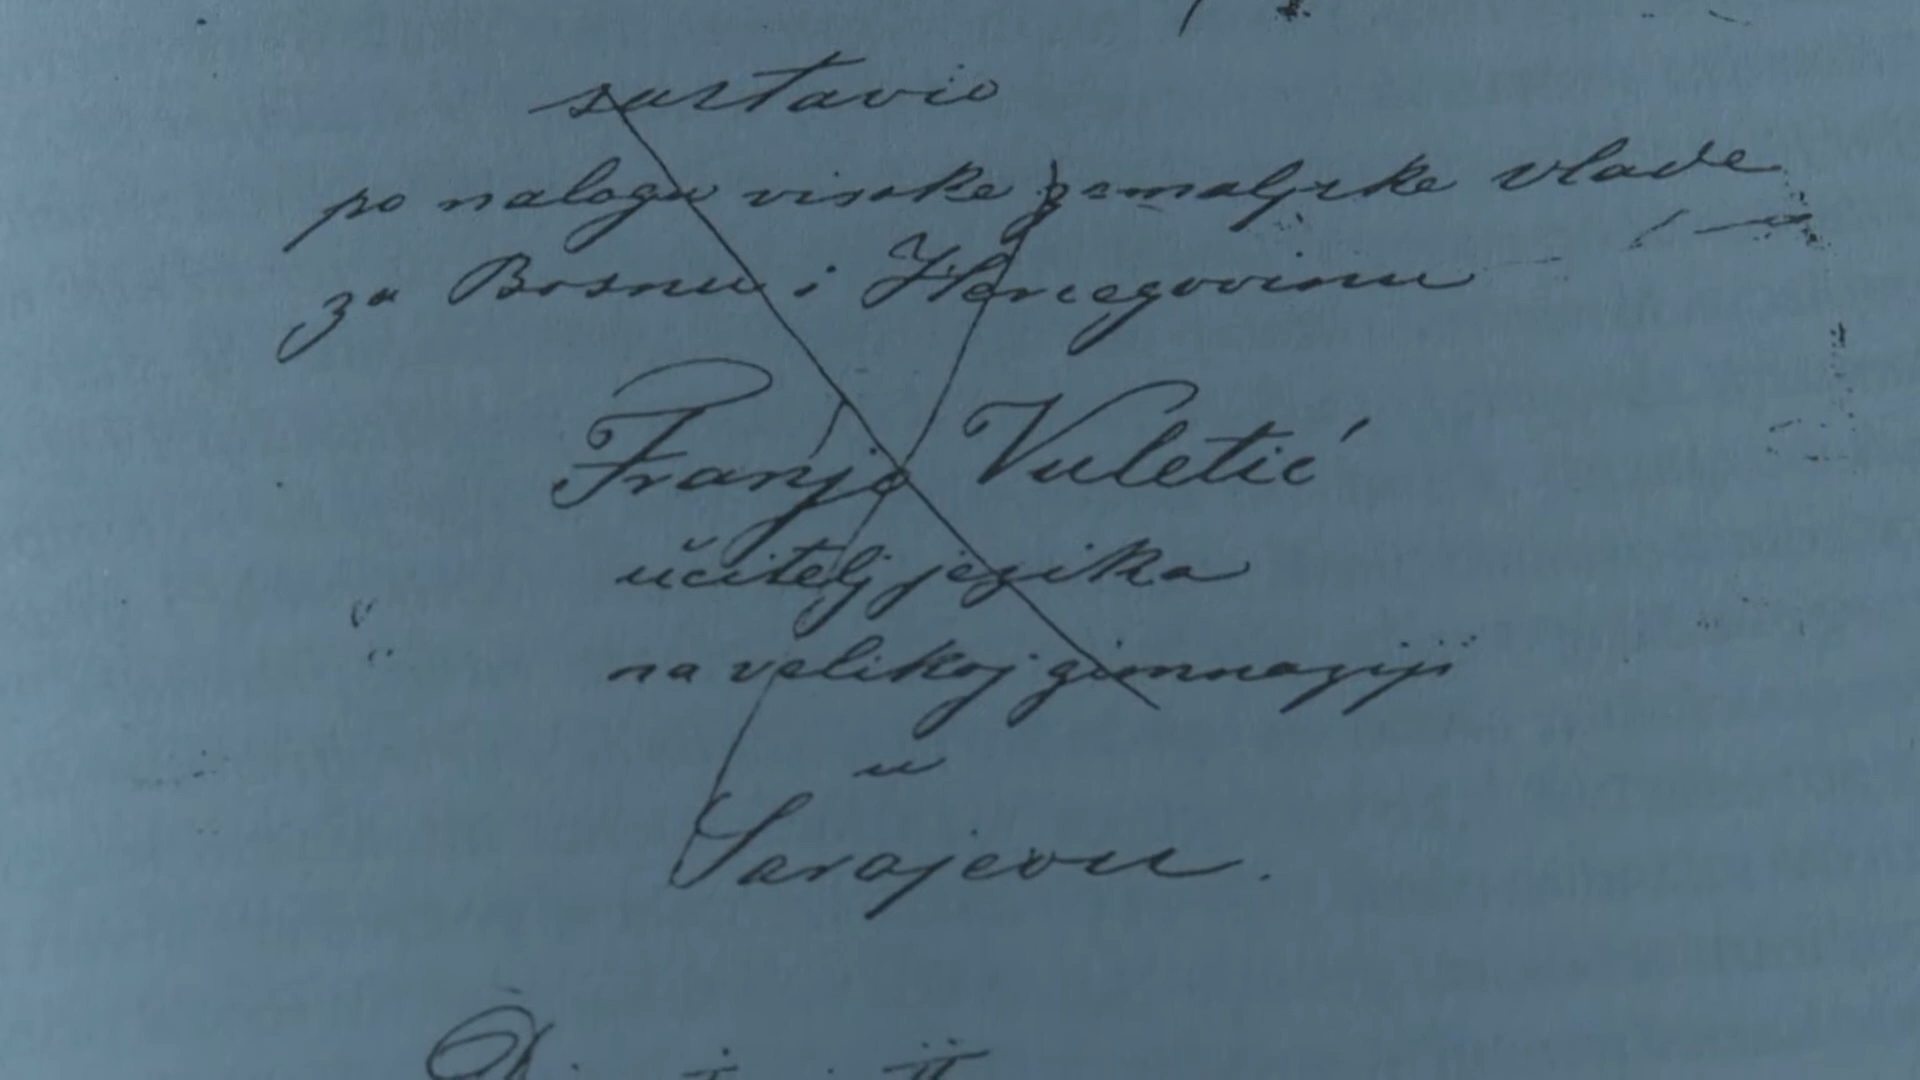 sastavio
po nalogu visoke zemaljske vlade
za Bosnu i Hercegovinu
Franjo Vuletić
učitelj jezika
na velikoj gimnaziji
u
Sarajevu.